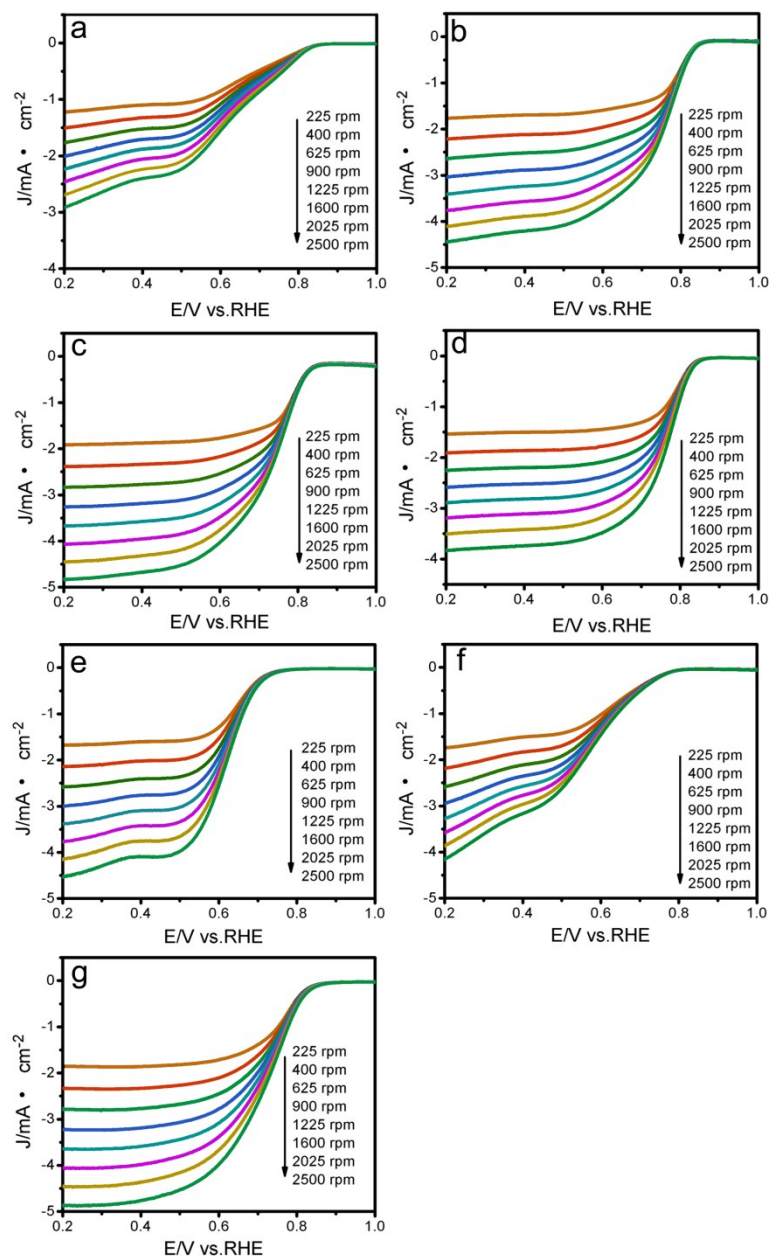 a
0
-1
-2
-3
-4
J/mA • cm-2
225 rpm
400 rpm
625 rpm
900 rpm
1225 rpm
1600 rpm
2025 rpm
2500 rpm
0.2 0.4 0.6 0.8 1.0
E/V vs.RHE
b
0
-1
-2
-3
-4
-5
J/mA • cm-2
225 rpm
400 rpm
625 rpm
900 rpm
1225 rpm
1600 rpm
2025 rpm
2500 rpm
0.2 0.4 0.6 0.8 1.0
E/V vs.RHE
c
0
-1
-2
-3
-4
-5
J/mA • cm-2
225 rpm
400 rpm
625 rpm
900 rpm
1225 rpm
1600 rpm
2025 rpm
2500 rpm
0.2 0.4 0.6 0.8 1.0
E/V vs.RHE
d
0
-1
-2
-3
-4
J/mA • cm-2
225 rpm
400 rpm
625 rpm
900 rpm
1225 rpm
1600 rpm
2025 rpm
2500 rpm
0.2 0.4 0.6 0.8 1.0
E/V vs.RHE
e
0
-1
-2
-3
-4
-5
J/mA • cm-2
225 rpm
400 rpm
625 rpm
900 rpm
1225 rpm
1600 rpm
2025 rpm
2500 rpm
0.2 0.4 0.6 0.8 1.0
E/V vs.RHE
f
0
-1
-2
-3
-4
-5
J/mA • cm-2
225 rpm
400 rpm
625 rpm
900 rpm
1225 rpm
1600 rpm
2025 rpm
2500 rpm
0.2 0.4 0.6 0.8 1.0
E/V vs.RHE
g
0
-1
-2
-3
-4
-5
J/mA • cm-2
225 rpm
400 rpm
625 rpm
900 rpm
1225 rpm
1600 rpm
2025 rpm
2500 rpm
0.2 0.4 0.6 0.8 1.0
E/V vs.RHE